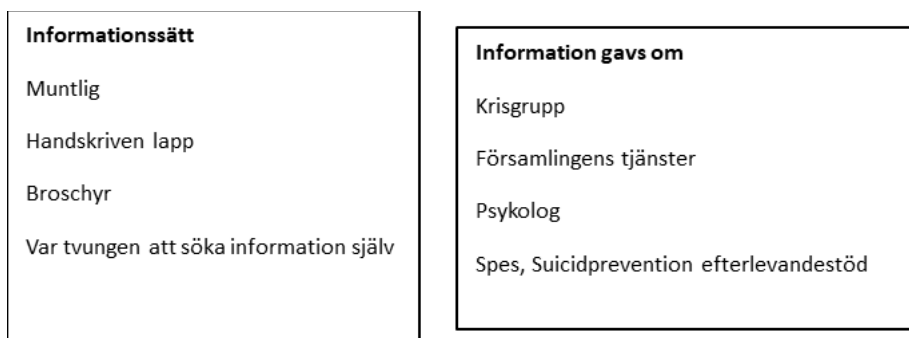 Informationssätt
Muntlig
Handskriven lapp
Broschyr
Var tvungen att söka information själv
Information gavs om
Krisgrupp
Församlingens tjänster
Psykolog
Spes, Suicidprevention efterlevandestöd